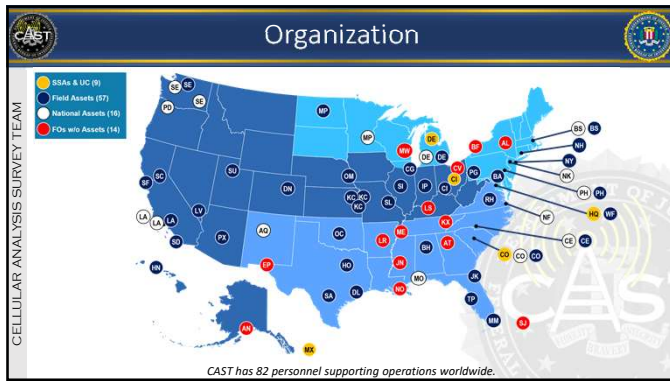 CAST
Organization
CELLULAR ANALYSIS SURVEY TEAM
SSAs & UC (9)
Field Assets (57)
National Assets (16)
FOs w/o Assets (14)
SE
SE
SE
PD
MP
MP
DE
DE
DE
MW
BF
AL
BS
BS
NH
NY
NK
PH
PH
HQ
WF
CG
CV
CI
CI
PG
BA
SF
SC
SU
DN
OM
KC
KC
KC
SL
SI
IP
LS
RH
NF
LA
LA
LA
LV
SD
PX
AQ
EP
OC
LR
ME
KX
AT
CE
CE
CO
CO
CO
HO
SA
DL
JN
BH
MO
NO
JK
TP
MM
SJ
HN
AN
MX
CAST
CAST has 82 personnel supporting operations worldwide.